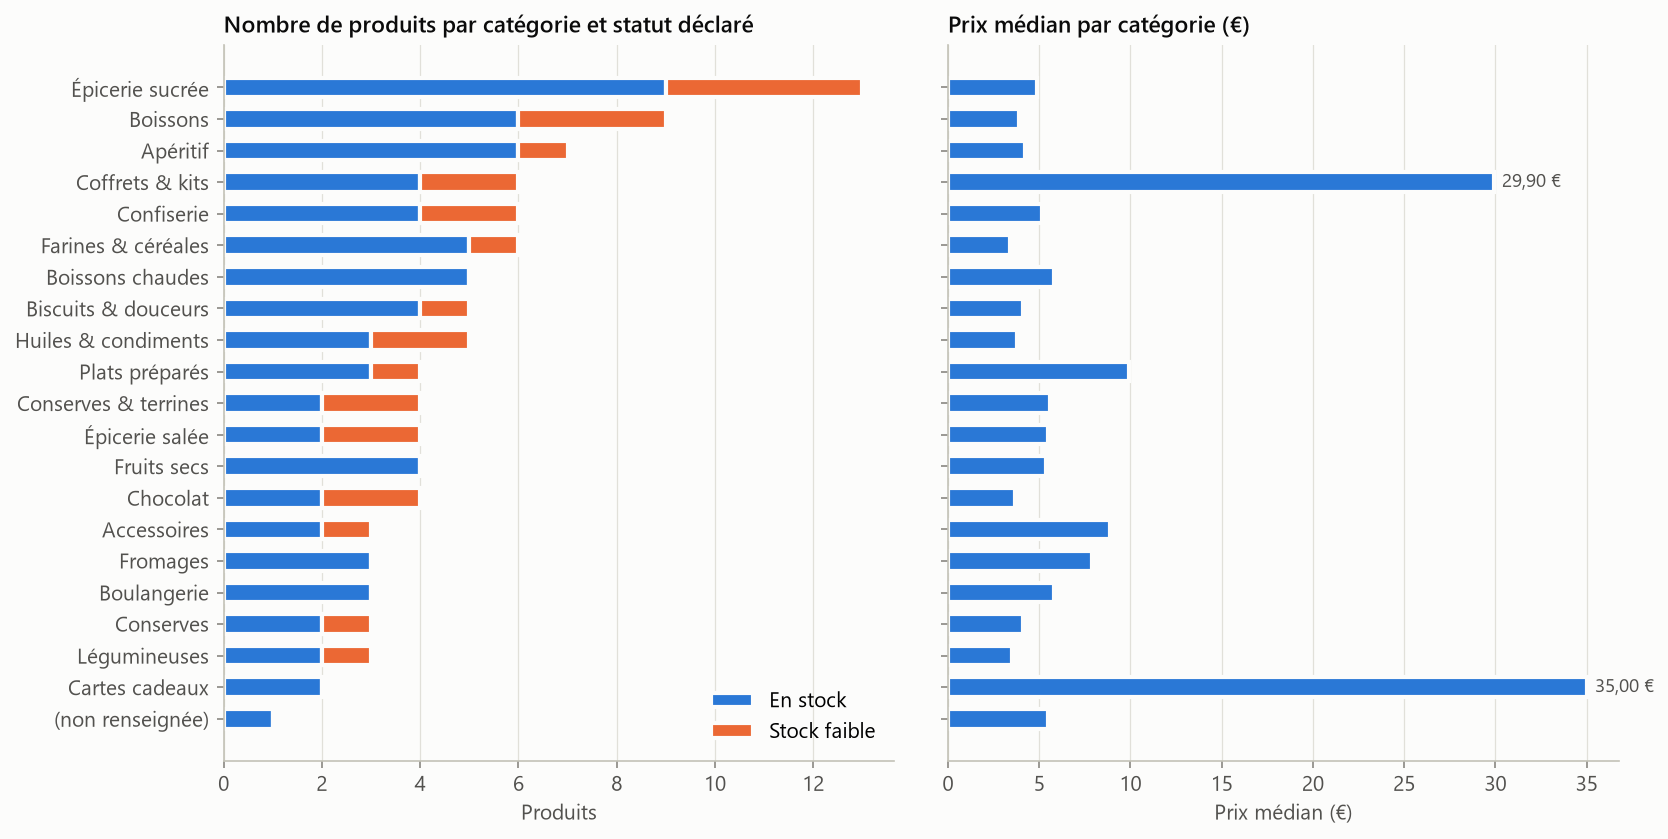 Nombre de produits par catégorie et statut déclaré
Épicerie sucrée
Boissons
Apéritif
Coffrets & kits
Confiserie
Farines & céréales
Boissons chaudes
Biscuits & douceurs
Huiles & condiments
Plats préparés
Conserves & terrines
Épicerie salée
Fruits secs
Chocolat
Accessoires
Fromages
Boulangerie
Conserves
Légumineuses
Cartes cadeaux
(non renseignée)
En stock
Stock faible
0 2 4 6 8 10 12
Produits
Prix médian par catégorie (€)
29,90 €
35,00 €
0 5 10 15 20 25 30 35
Prix médian (€)